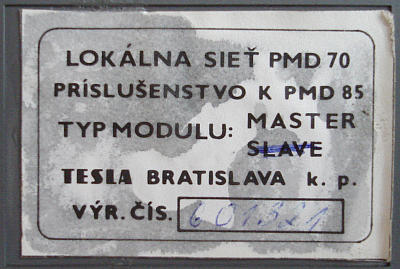 LOKÁLNA SIEŤ PMD 70
PRÍSLUŠENSTVO K PMD 85
TYP MODULU: MASTER
SLAVE
TESLA BRATISLAVA k. p.
VÝR. ČÍS. 601321